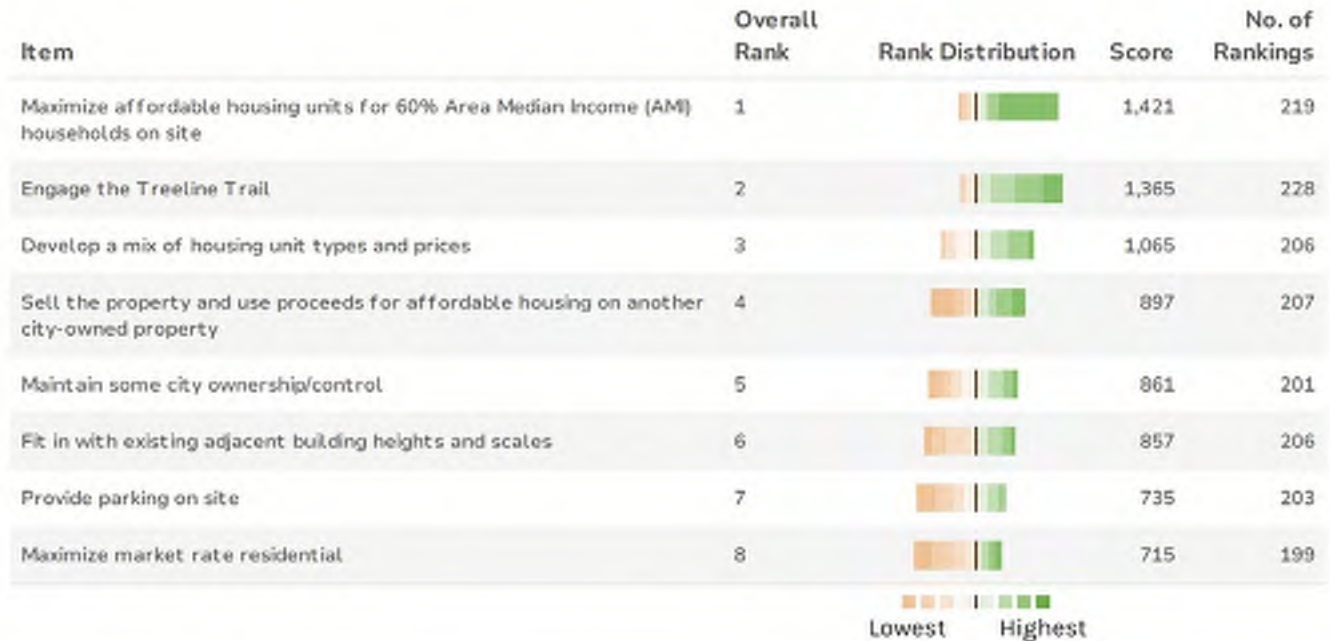 Overall No. of
Item Rank Rank Distribution Score Rankings
Maximize affordable housing units for 60% Area Median Income (AMI) 1 1,421 219
households on site
Engage the Treeline Trail 2 1,365 228
Develop a mix of housing unit types and prices 3 1,065 206
Sell the property and use proceeds for affordable housing on another 4 897 207
city-owned property
Maintain some city ownership/control 5 861 201
Fit in with existing adjacent building heights and scales 6 857 206
Provide parking on site 7 735 203
Maximize market rate residential 8 715 199
Lowest Highest